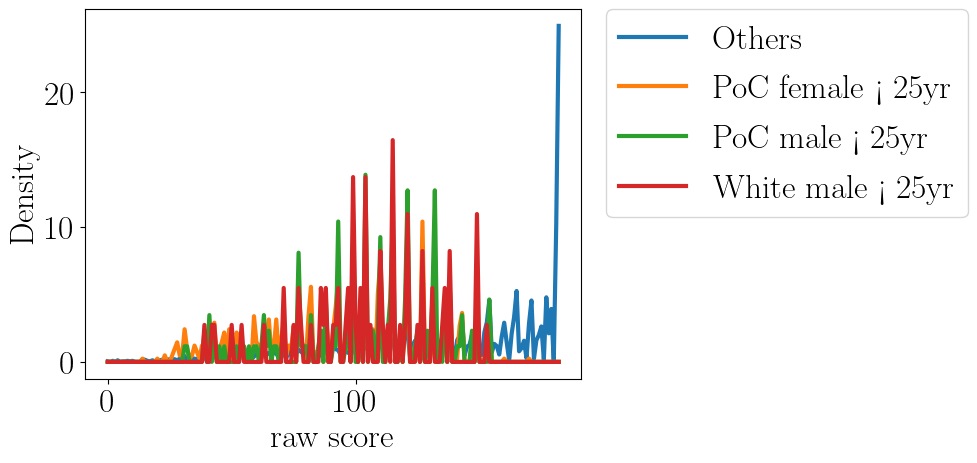 Density
20
10
0
0
100
raw score
Others
PoC female < 25yr
PoC male < 25yr
White male < 25yr